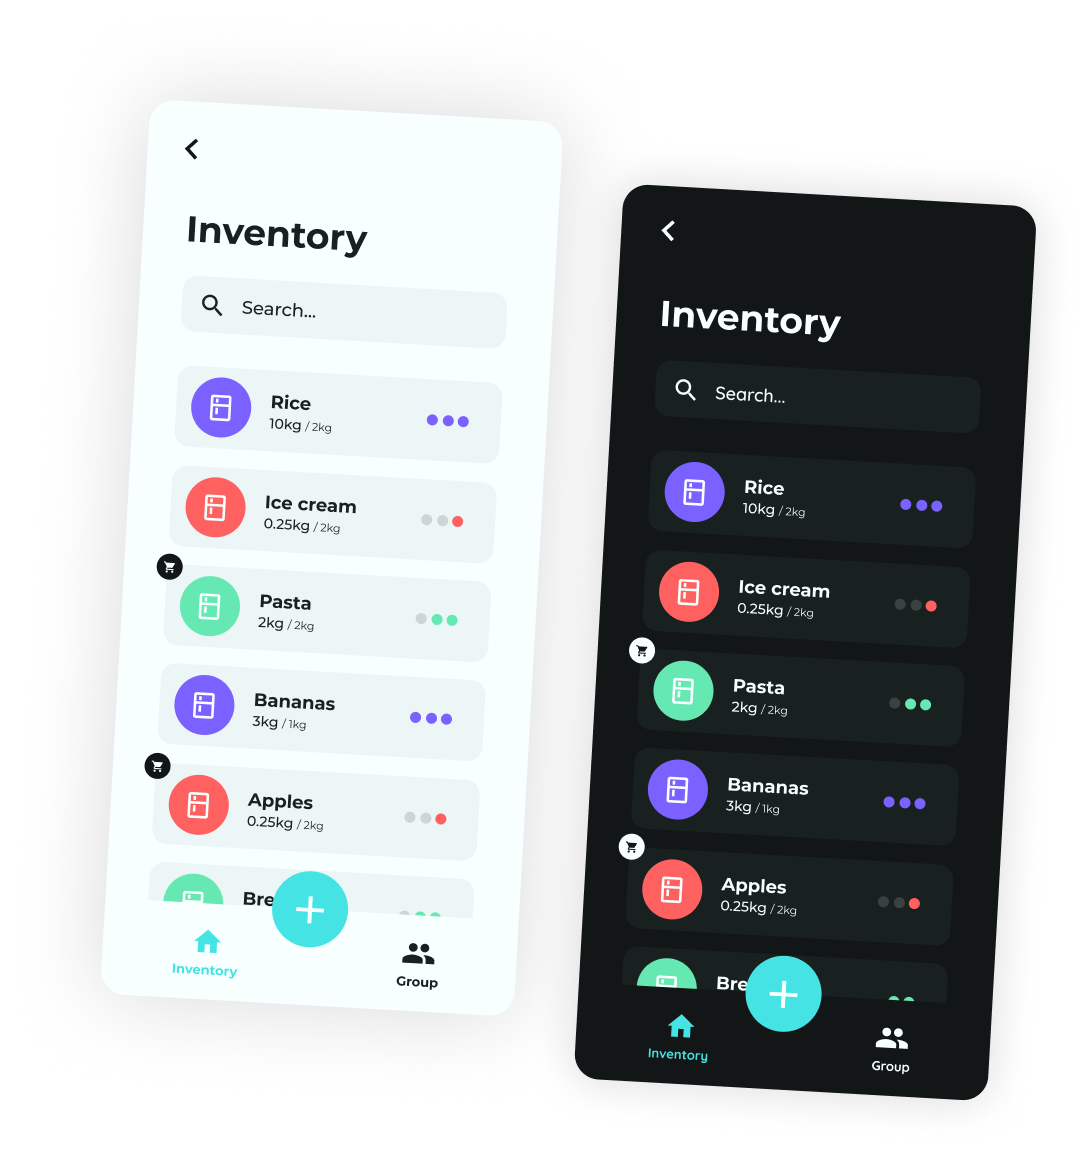 Inventory
Search...
Rice
10kg / 2kg
Ice cream
0.25kg / 2kg
Pasta
2kg / 2kg
Bananas
3kg / 1kg
Apples
0.25kg / 2kg
Bre
Inventory
Group
Inventory
Search...
Rice
10kg / 2kg
Ice cream
0.25kg / 2kg
Pasta
2kg / 2kg
Bananas
3kg / 1kg
Apples
0.25kg / 2kg
Bre
Inventory
Group